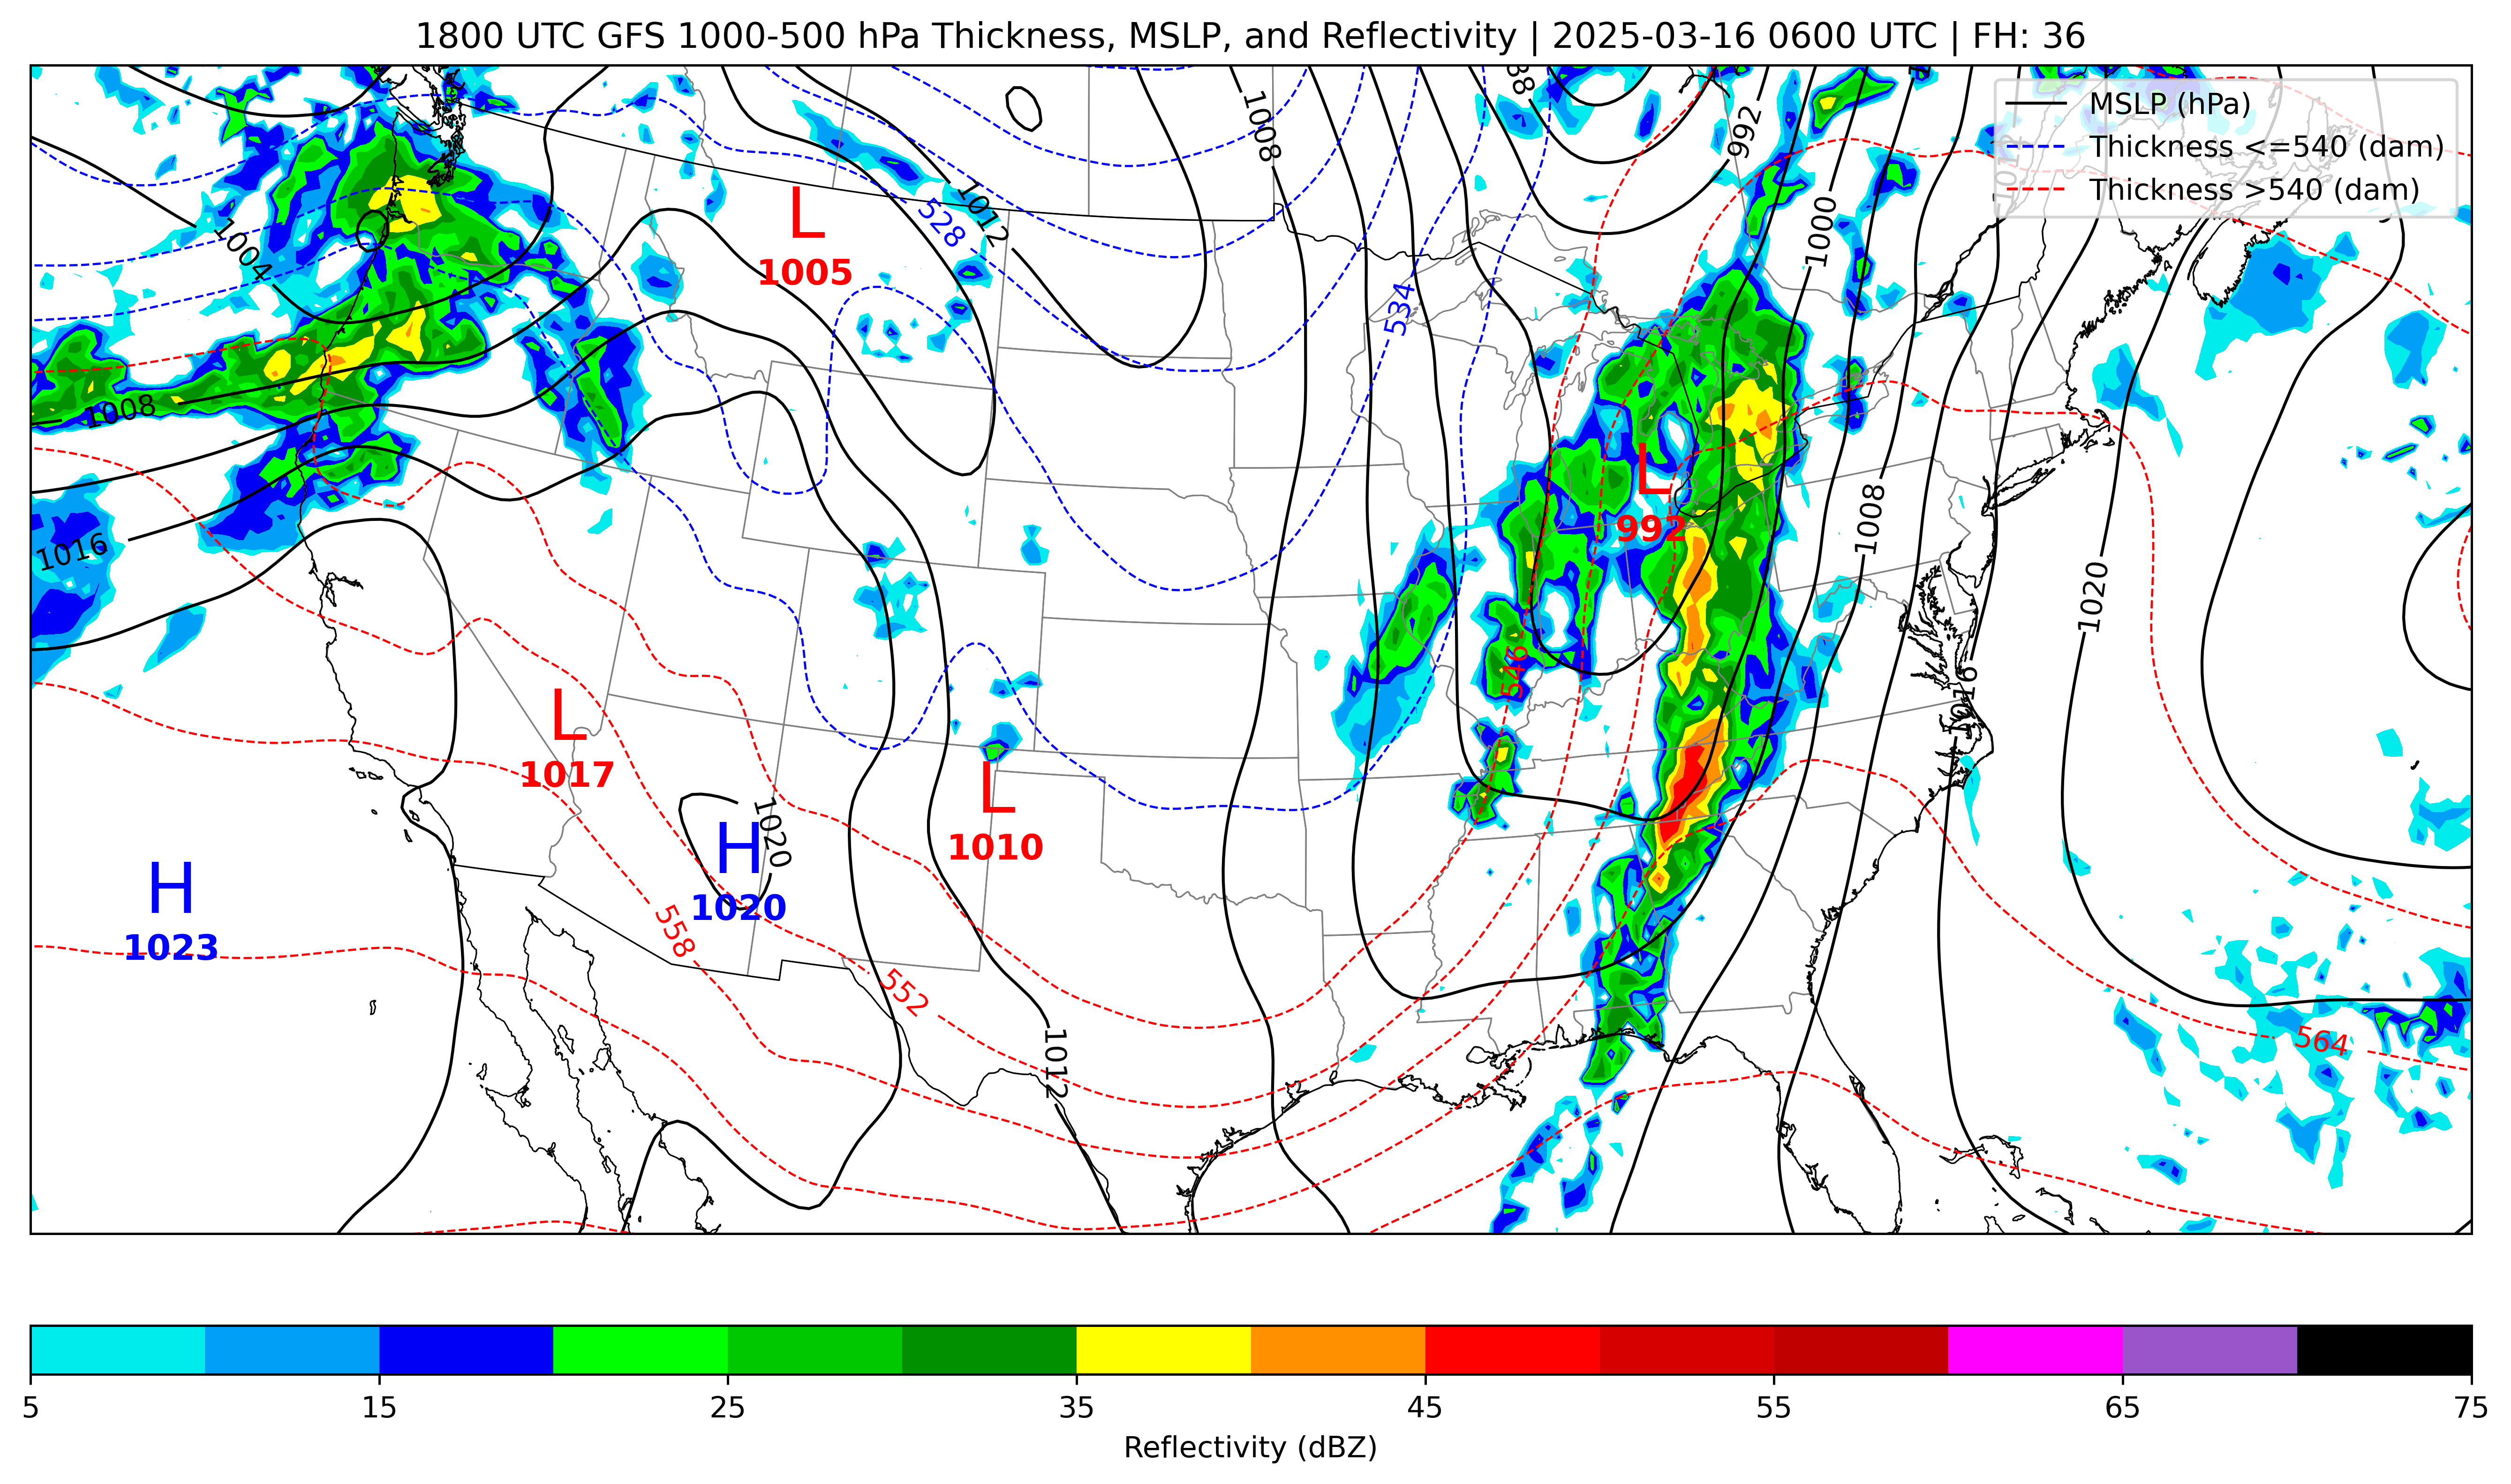 1800 UTC GFS 1000-500 hPa Thickness, MSLP, and Reflectivity | 2025-03-16 0600 UTC | FH: 36
MSLP (hPa)
Thickness <=540 (dam)
Thickness >540 (dam)
1008
992
1012
528
L
1005
1004
1000
534
1008
L
992
1008
1016
1020
546
L
1017
1016
L
1010
1020
H
1020
H
1023
558
552
1012
564
5 15 25 35 45 55 65 75
Reflectivity (dBZ)